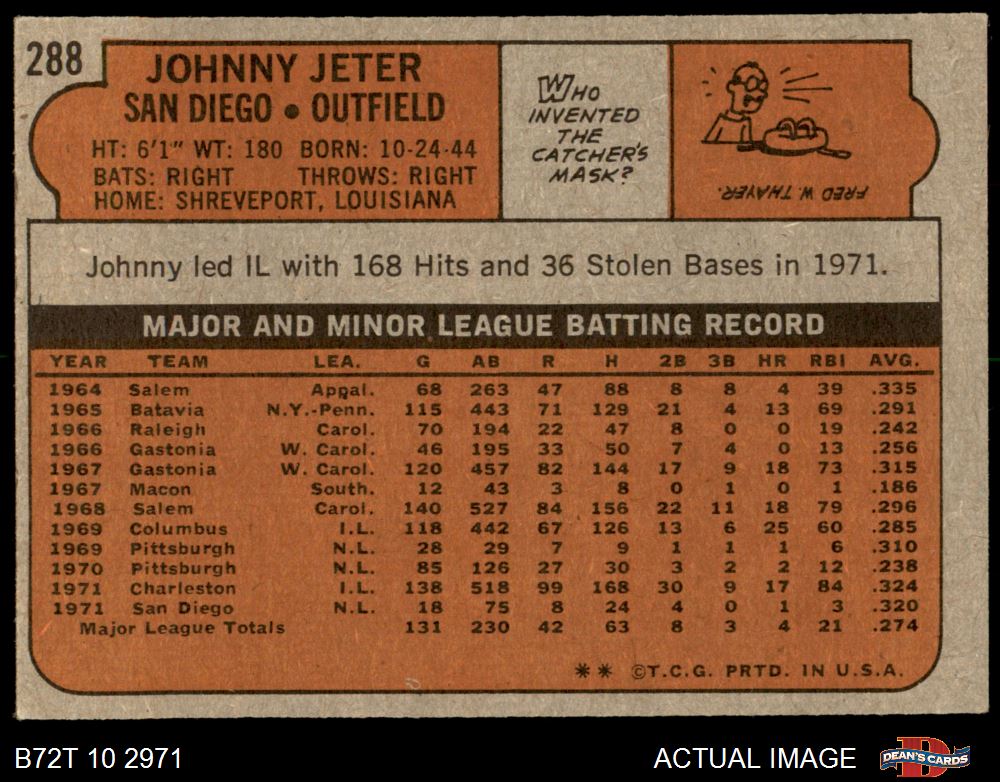 288
JOHNNY JETER
SAN DIEGO • OUTFIELD
HT: 6'1" WT: 180 BORN: 10-24-44
BATS: RIGHT THROWS: RIGHT
HOME: SHREVEPORT, LOUISIANA
WHO
INVENTED
THE
CATCHER'S
MASK?
FRED W. THAYER.
Johnny led IL with 168 Hits and 36 Stolen Bases in 1971.
MAJOR AND MINOR LEAGUE BATTING RECORD
YEAR TEAM LEA. G AB R H 2B 3B HR RBI AVG.
1964 Salem Appal. 68 263 47 88 8 8 4 39 .335
1965 Batavia N.Y.-Penn. 115 443 71 129 21 4 13 69 .291
1966 Raleigh Carol. 70 194 22 47 8 0 0 19 .242
1966 Gastonia W. Carol. 46 195 33 50 7 4 0 13 .256
1967 Gastonia W. Carol. 120 457 82 144 17 9 18 73 .315
1967 Macon South. 12 43 3 8 0 1 0 1 .186
1968 Salem Carol. 140 527 84 156 22 11 18 79 .296
1969 Columbus I.L. 118 442 67 126 13 6 25 60 .285
1969 Pittsburgh N.L. 28 29 7 9 1 1 1 6 .310
1970 Pittsburgh N.L. 85 126 27 30 3 2 2 12 .238
1971 Charleston I.L. 138 518 99 168 30 9 17 84 .324
1971 San Diego N.L. 18 75 8 24 4 0 1 3 .320
Major League Totals 131 230 42 63 8 3 4 21 .274
** ©T.C.G. PRTD. IN U.S.A.
B72T 10 2971
ACTUAL IMAGE
DEAN'S CARDS